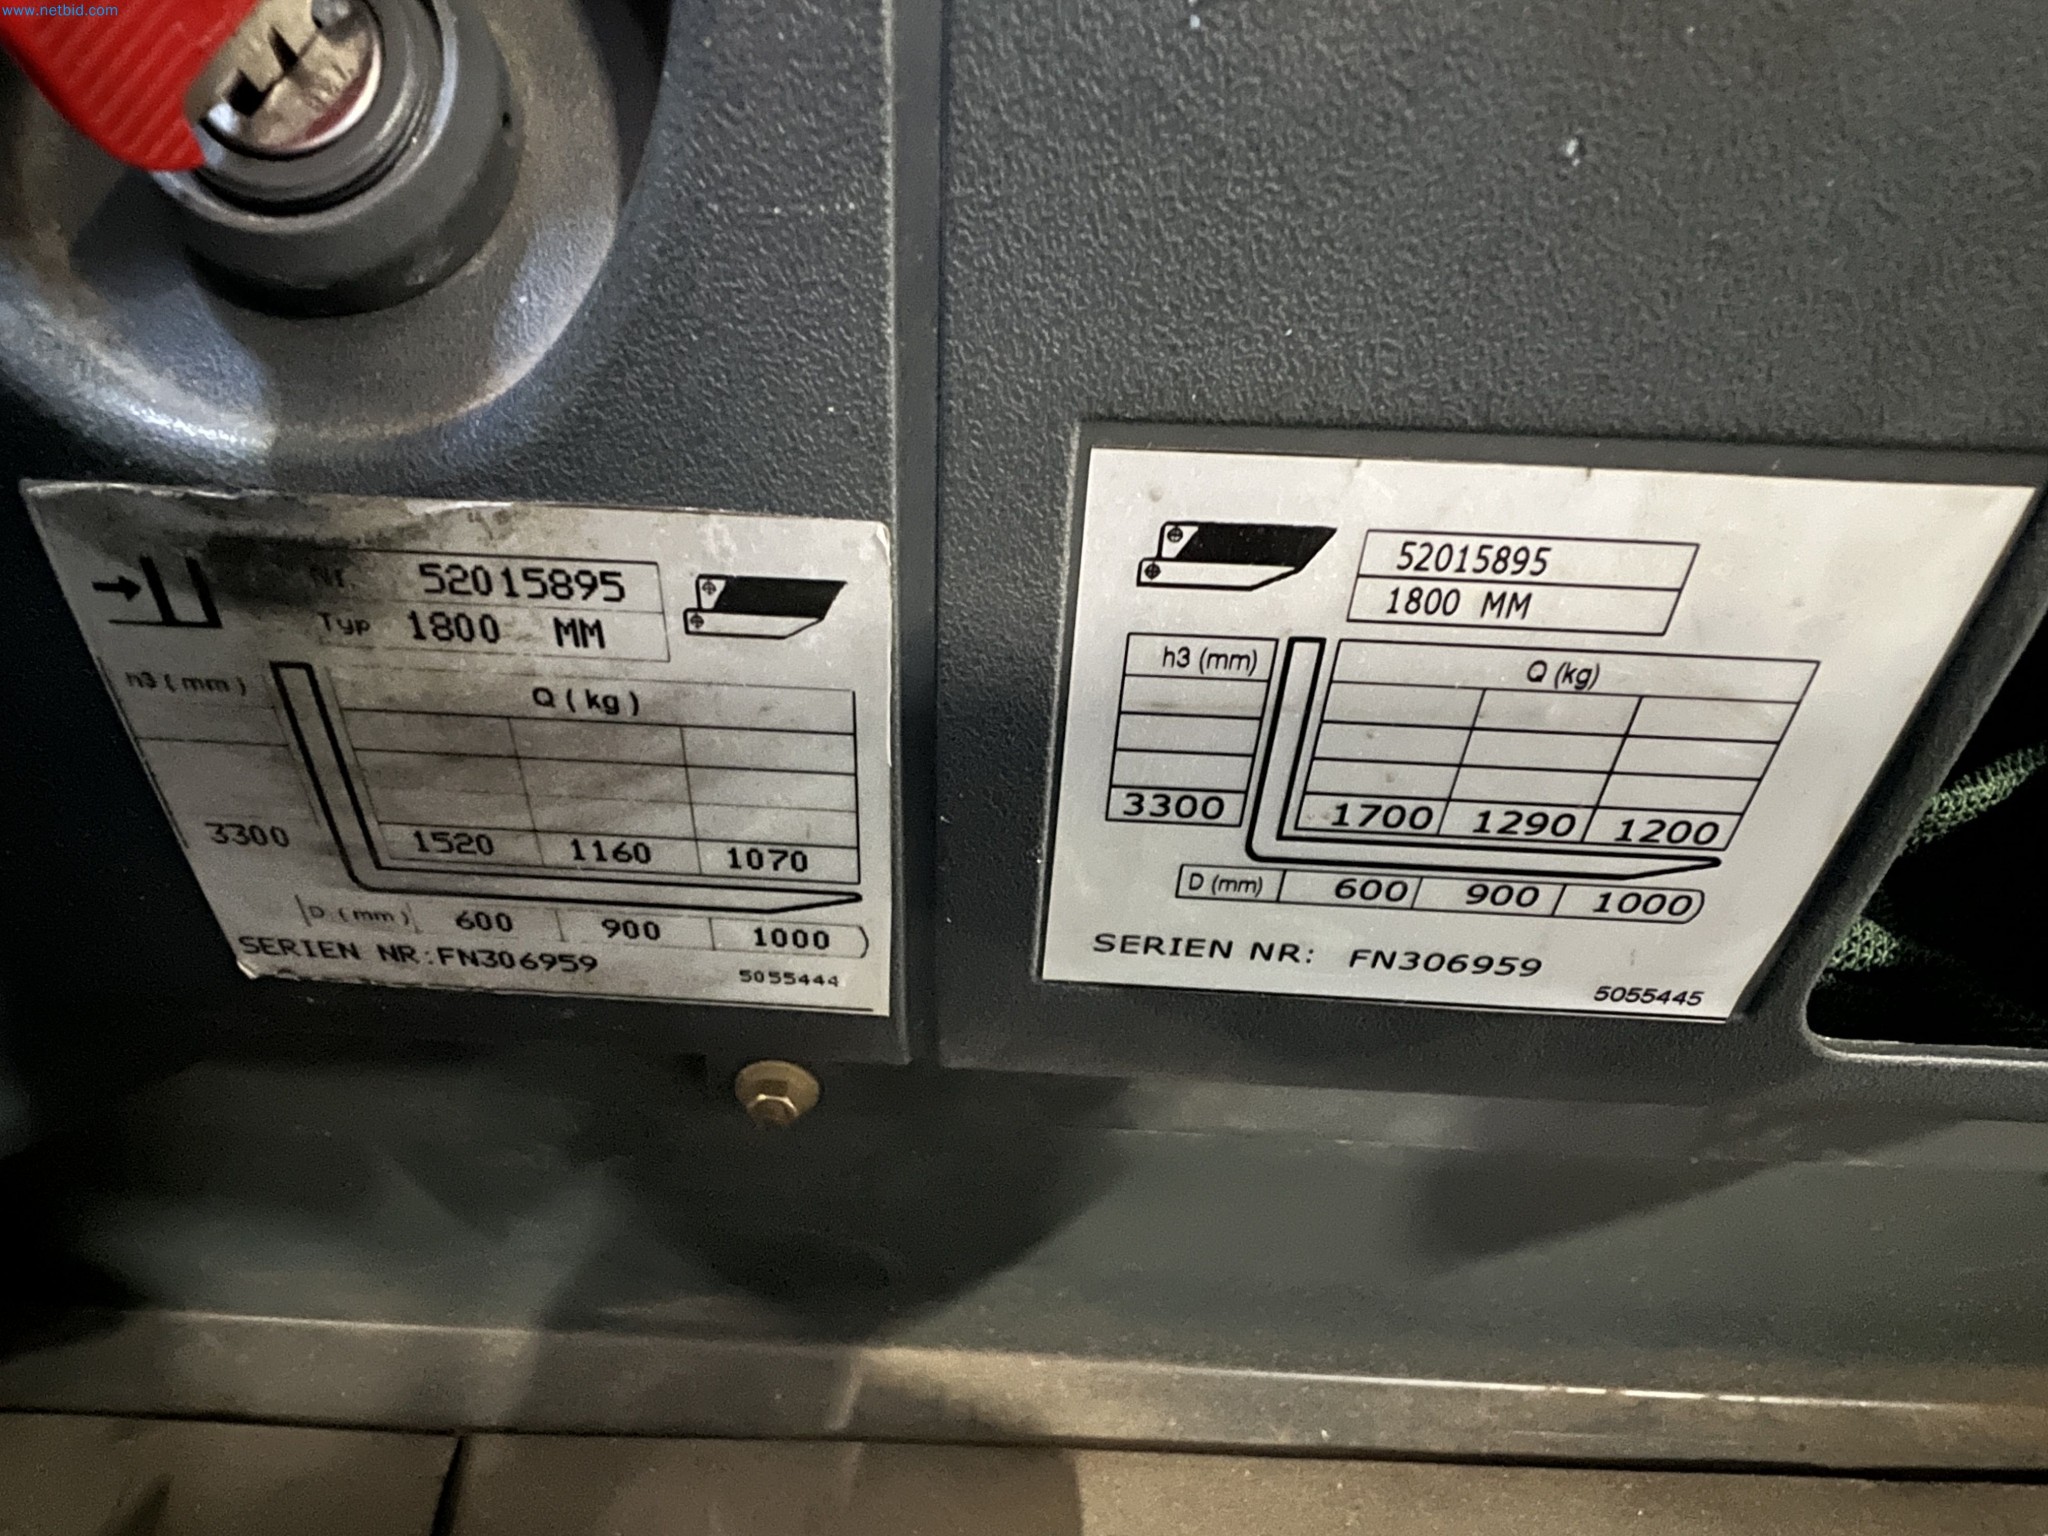 www.netbid.com
Nr. 52015895
Typ 1800 MM
h3 (mm) Q (kg)
3300 1520 1160 1070
D (mm) 600 900 1000
SERIEN NR:FN306959
5055444
52015895
1800 MM
h3 (mm) Q (kg)
3300 1700 1290 1200
D (mm) 600 900 1000
SERIEN NR: FN306959
5055445